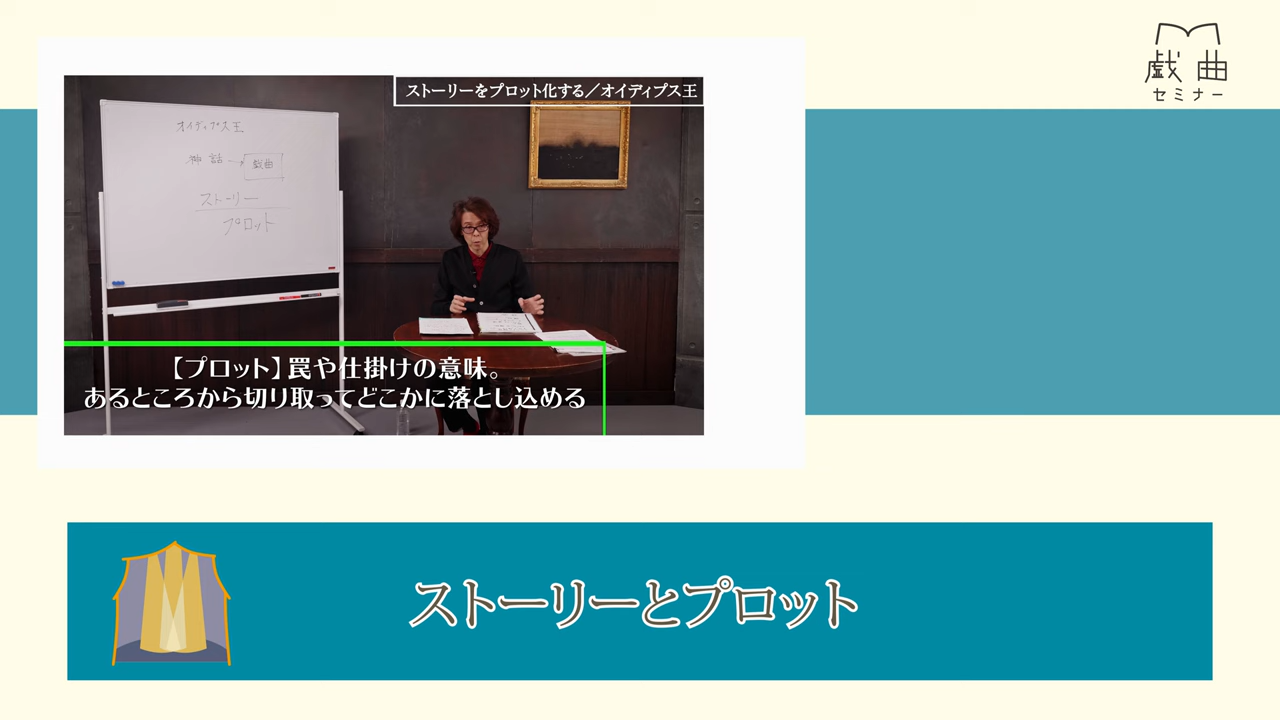 戯曲
セミナー
ストーリーをプロット化する／オイディプス王
オイディプス王
神話→戯曲
ストーリー
プロット
【プロット】罠や仕掛けの意味。
あるところから切り取ってどこかに落とし込める
ストーリーとプロット